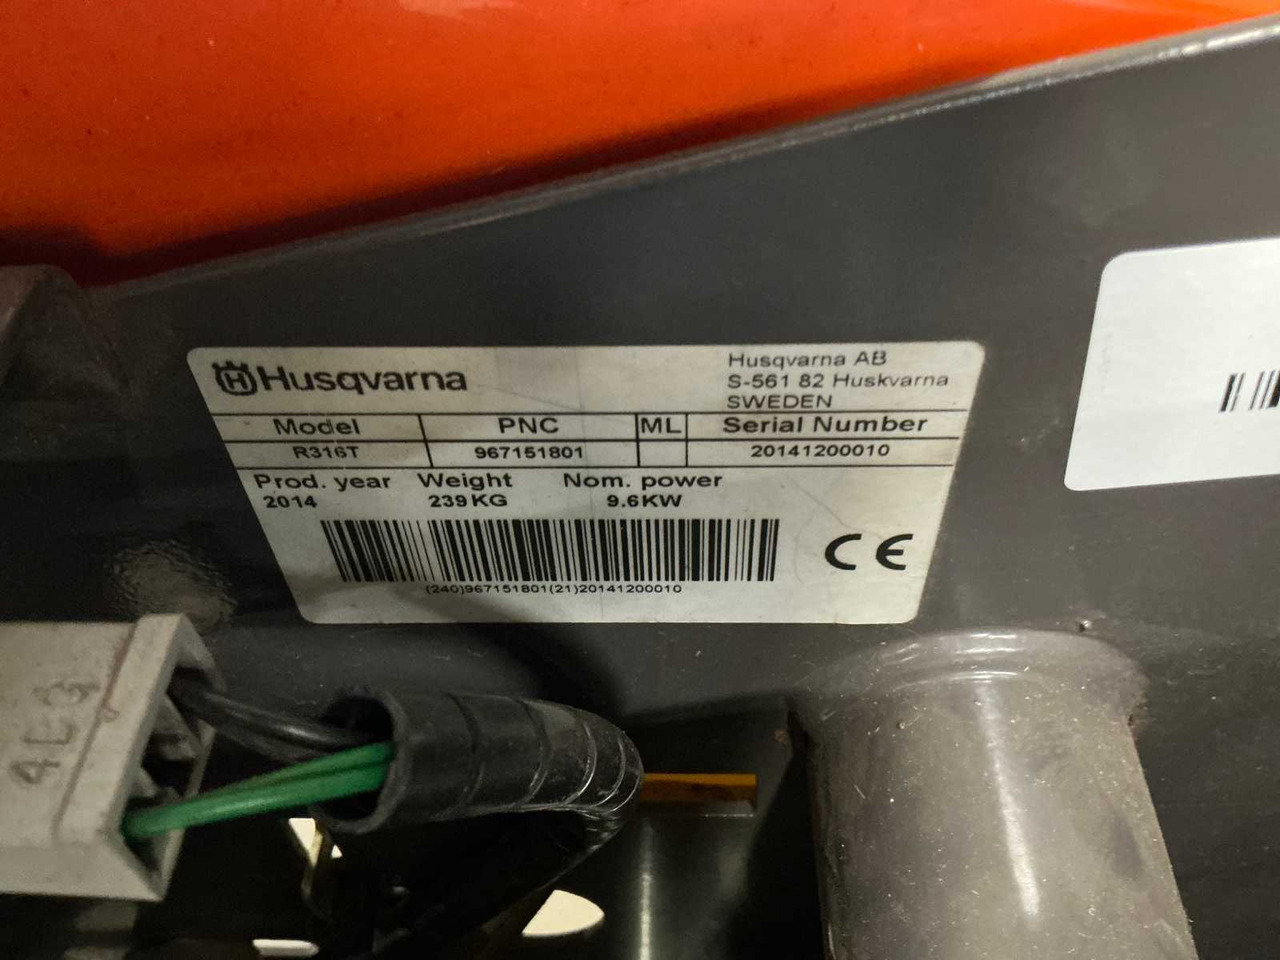 Husqvarna
Husqvarna AB
S-561 82 Huskvarna
SWEDEN
Model PNC ML Serial Number
R316T 967151801 20141200010
Prod. year Weight Nom. power
2014 239KG 9.6KW
(240)967151801(21)20141200010
CE
4E3